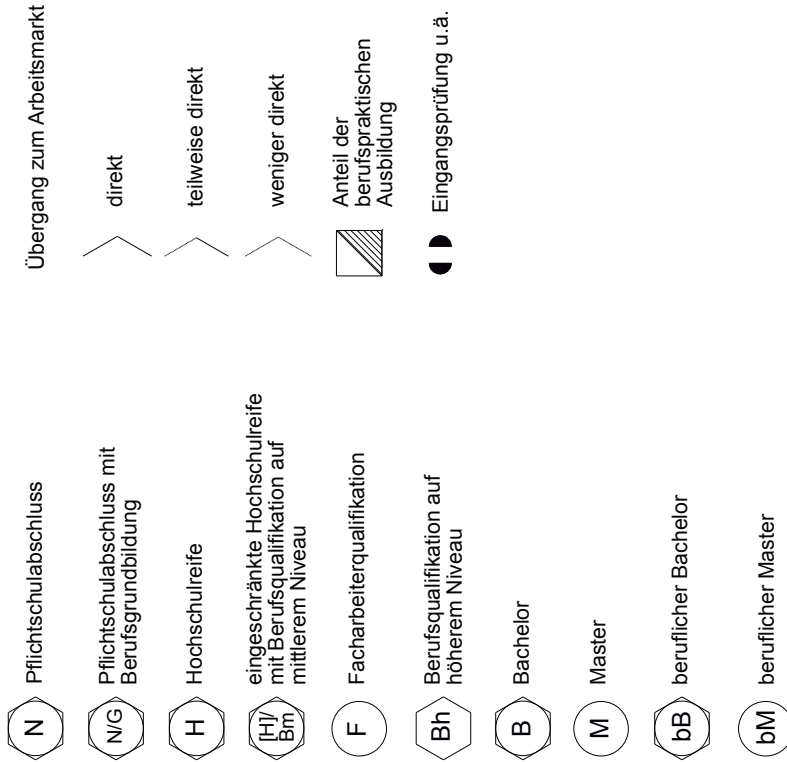 N Pflichtschulabschluss
N/G Pflichtschulabschluss mit
Berufsgrundbildung
H Hochschulreife
[H]/
Bm
eingeschränkte Hochschulreife
mit Berufsqualifikation auf
mittlerem Niveau
F Facharbeiterqualifikation
Bh Berufsqualifikation auf
höherem Niveau
B Bachelor
M Master
bB beruflicher Bachelor
bM beruflicher Master
Übergang zum Arbeitsmarkt
direkt
teilweise direkt
weniger direkt
Anteil der
berufspraktischen
Ausbildung
Eingangsprüfung u.ä.